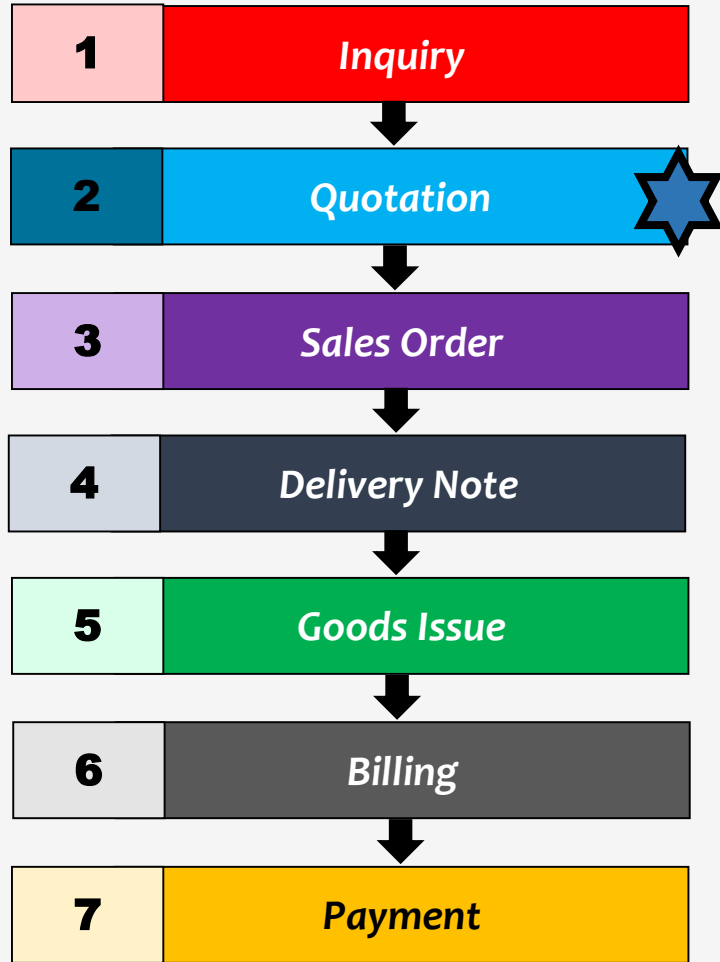 1 Inquiry
2 Quotation
3 Sales Order
4 Delivery Note
5 Goods Issue
6 Billing
7 Payment